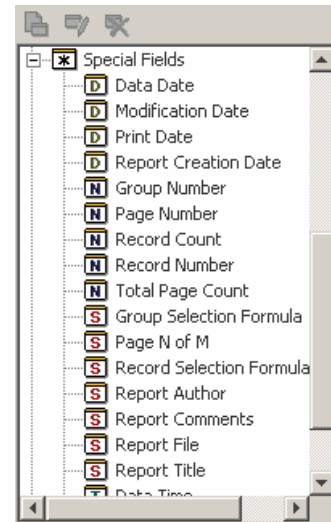 Special Fields
D Data Date
D Modification Date
D Print Date
D Report Creation Date
N Group Number
N Page Number
N Record Count
N Record Number
N Total Page Count
S Group Selection Formula
S Page N of M
S Record Selection Formula
S Report Author
S Report Comments
S Report File
S Report Title
T Data Time